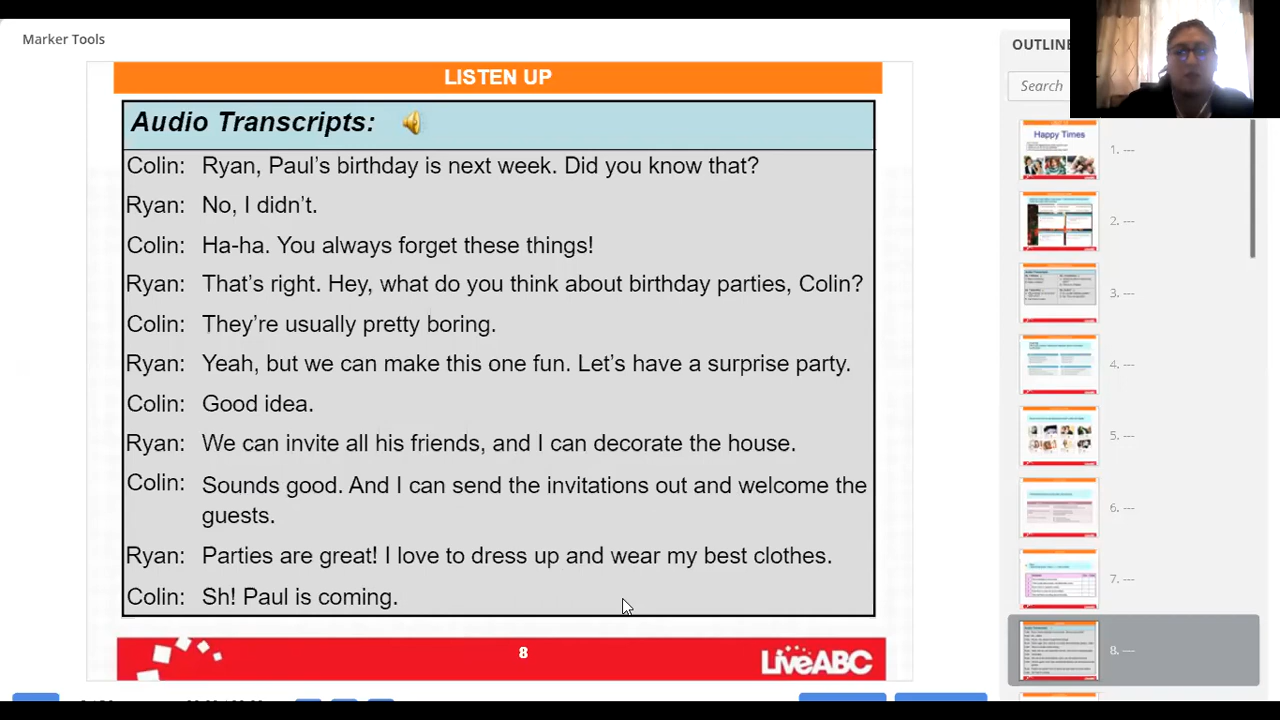 Marker Tools
OUTLINE
Search
LISTEN UP
Audio Transcripts:
Colin: Ryan, Paul's birthday is next week. Did you know that?
Ryan: No, I didn't.
Colin: Ha-ha. You always forget these things!
Ryan: That's right. Hey, what do you think about birthday parties, Colin?
Colin: They're usually pretty boring.
Ryan: Yeah, but we can make this one fun. Let's have a surprise party.
Colin: Good idea.
Ryan: We can invite all his friends, and I can decorate the house.
Colin: Sounds good. And I can send the invitations out and welcome the
guests.
Ryan: Parties are great! I love to dress up and wear my best clothes.
Colin: Sh! Paul is coming.
8
Happy Times
1. ---
2. ---
3. ---
4. ---
5. ---
6. ---
7. ---
8. ---